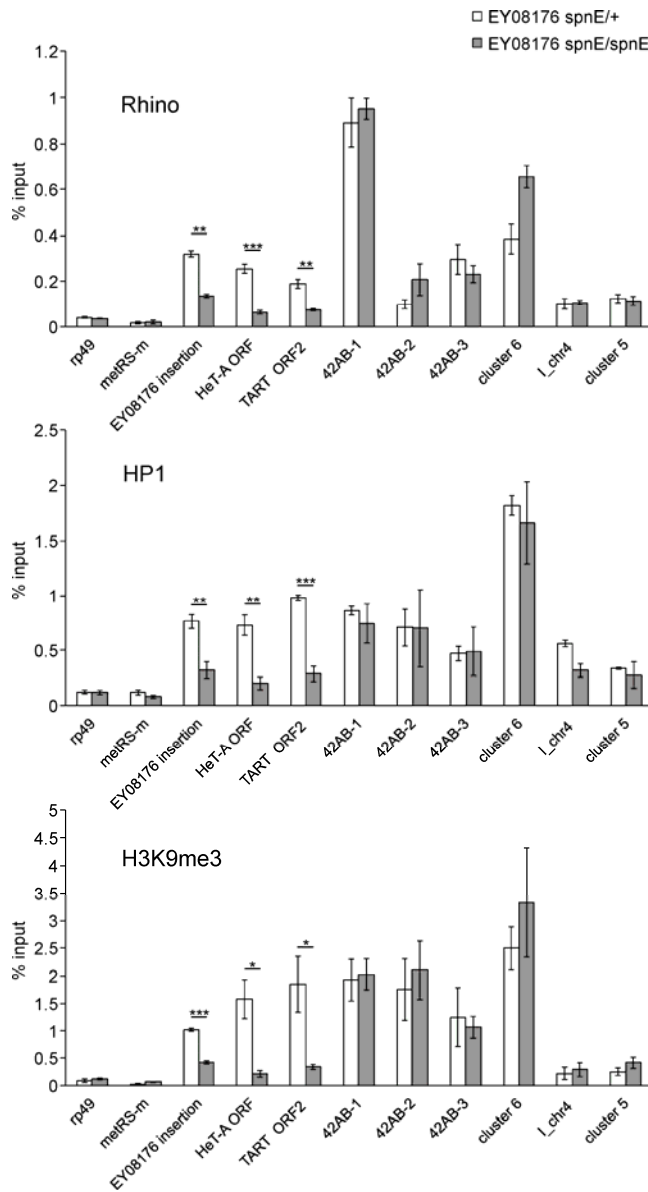 EY08176 spnE/+
EY08176 spnE/spnE
Rhino
% input
1.2
1
0.8
0.6
0.4
0.2
0
** *** **
rp49 metRS-m EY08176 insertion HeT-A ORF TART ORF2 42AB-1 42AB-2 42AB-3 cluster 6 I_chr4 cluster 5
HP1
% input
2.5
2
1.5
1
0.5
0
** ** ***
rp49 metRS-m EY08176 insertion HeT-A ORF TART ORF2 42AB-1 42AB-2 42AB-3 cluster 6 I_chr4 cluster 5
H3K9me3
% input
5
4.5
4
3.5
3
2.5
2
1.5
1
0.5
0
*** * *
rp49 metRS-m EY08176 insertion HeT-A ORF TART ORF2 42AB-1 42AB-2 42AB-3 cluster 6 I_chr4 cluster 5